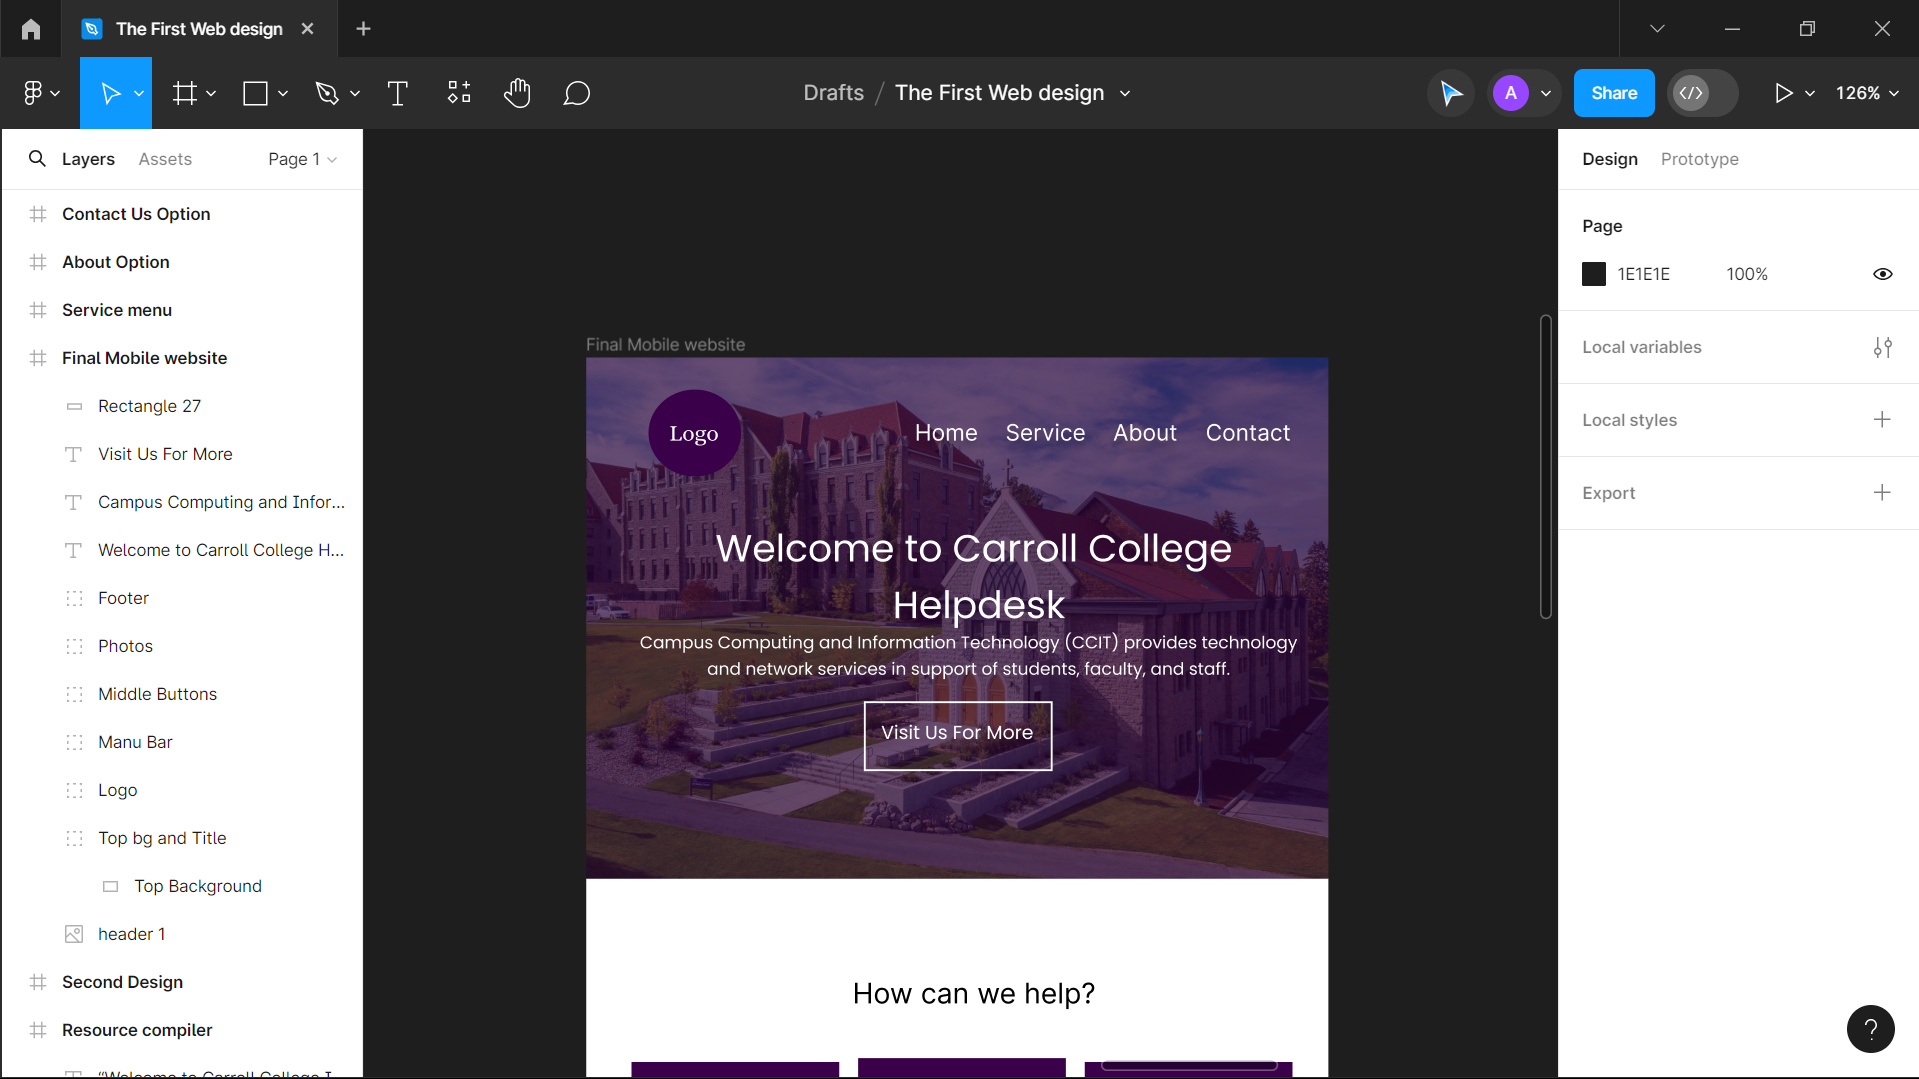 The First Web design
Drafts / The First Web design
A
Share
126%
Layers
Assets
Page 1
Contact Us Option
About Option
Service menu
Final Mobile website
Rectangle 27
Visit Us For More
Campus Computing and Infor...
Welcome to Carroll College H...
Footer
Photos
Middle Buttons
Manu Bar
Logo
Top bg and Title
Top Background
header 1
Second Design
Resource compiler
"Welcome to Carroll College I
Final Mobile website
Logo
Home
Service
About
Contact
Welcome to Carroll College
Helpdesk
Campus Computing and Information Technology (CCIT) provides technology
and network services in support of students, faculty, and staff.
Visit Us For More
How can we help?
Design
Prototype
Page
1E1E1E
100%
Local variables
Local styles
Export
?